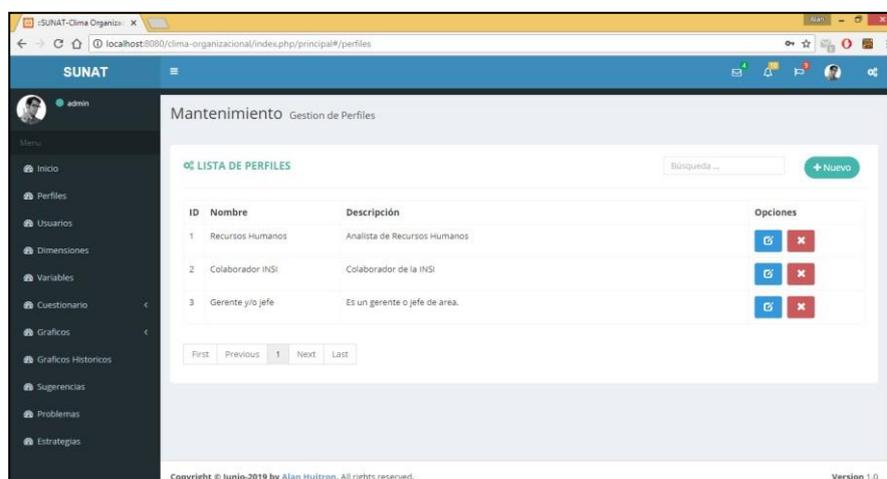 :SUNAT-Clima Organiza
Alan
localhost:8080/clima-organizacional/index.php/principal#/perfiles
SUNAT
4
10
9
admin
Mantenimiento Gestion de Perfiles
Menu
Inicio
Perfiles
Usuarios
Dimensiones
Variables
Cuestionario
Graficos
Graficos Historicos
Sugerencias
Problemas
Estrategias
LISTA DE PERFILES
Búsqueda ...
+ Nuevo
ID Nombre Descripción Opciones
1 Recursos Humanos Analista de Recursos Humanos
2 Colaborador INSI Colaborador de la INSI
3 Gerente y/o jefe Es un gerente o jefe de area.
First Previous 1 Next Last
Copyright © Junio-2019 by Alan Huitron. All rights reserved.
Version 1.0